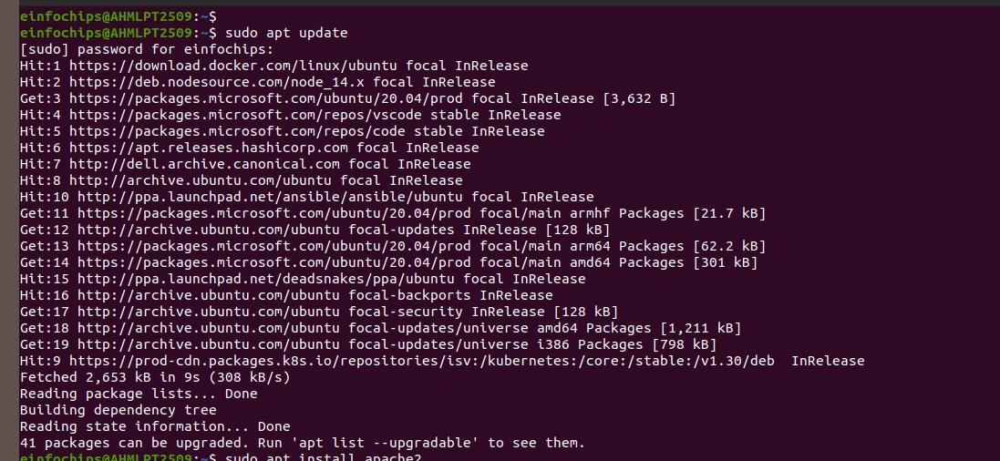 einfochips@AHMLPT2509:~$
einfochips@AHMLPT2509:~$ sudo apt update
[sudo] password for einfochips:
Hit:1 https://download.docker.com/linux/ubuntu focal InRelease
Hit:2 https://deb.nodesource.com/node_14.x focal InRelease
Get:3 https://packages.microsoft.com/ubuntu/20.04/prod focal InRelease [3,632 B]
Hit:4 https://packages.microsoft.com/repos/vscode stable InRelease
Hit:5 https://packages.microsoft.com/repos/code stable InRelease
Hit:6 https://apt.releases.hashicorp.com focal InRelease
Hit:7 http://dell.archive.canonical.com focal InRelease
Hit:8 http://archive.ubuntu.com/ubuntu focal InRelease
Hit:10 http://ppa.launchpad.net/ansible/ansible/ubuntu focal InRelease
Get:11 https://packages.microsoft.com/ubuntu/20.04/prod focal/main armhf Packages [21.7 kB]
Get:12 http://archive.ubuntu.com/ubuntu focal-updates InRelease [128 kB]
Get:13 https://packages.microsoft.com/ubuntu/20.04/prod focal/main arm64 Packages [62.2 kB]
Get:14 https://packages.microsoft.com/ubuntu/20.04/prod focal/main amd64 Packages [301 kB]
Hit:15 http://ppa.launchpad.net/deadsnakes/ppa/ubuntu focal InRelease
Hit:16 http://archive.ubuntu.com/ubuntu focal-backports InRelease
Get:17 http://archive.ubuntu.com/ubuntu focal-security InRelease [128 kB]
Get:18 http://archive.ubuntu.com/ubuntu focal-updates/universe amd64 Packages [1,211 kB]
Get:19 http://archive.ubuntu.com/ubuntu focal-updates/universe i386 Packages [798 kB]
Hit:9 https://prod-cdn.packages.k8s.io/repositories/isv:/kubernetes:/core:/stable:/v1.30/deb  InRelease
Fetched 2,653 kB in 9s (308 kB/s)
Reading package lists... Done
Building dependency tree
Reading state information... Done
41 packages can be upgraded. Run 'apt list --upgradable' to see them.
einfochips@AHMLPT2509:~$ sudo apt install apache2